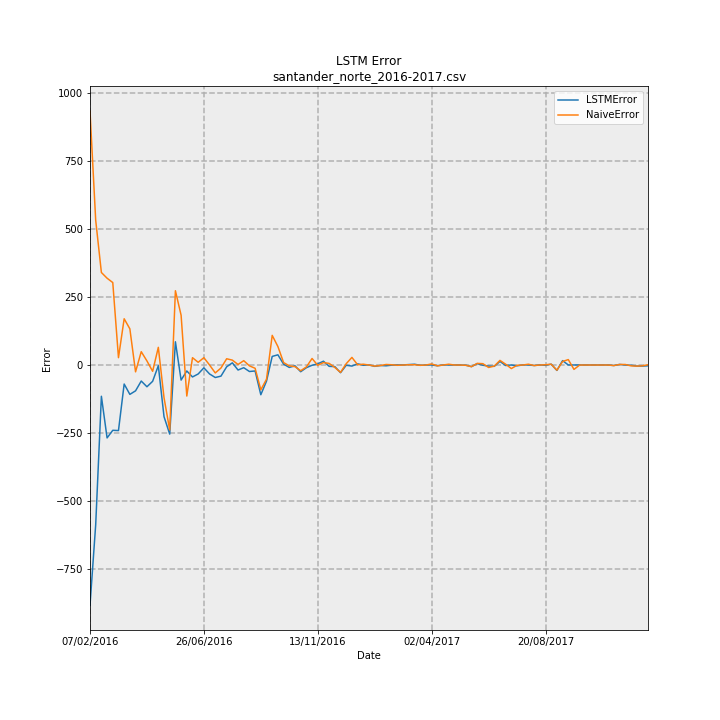 LSTM Error
santander_norte_2016-2017.csv
LSTMError
NaiveError
1000
750
500
250
0
−250
−500
−750
Error
07/02/2016
26/06/2016
13/11/2016
02/04/2017
20/08/2017
Date